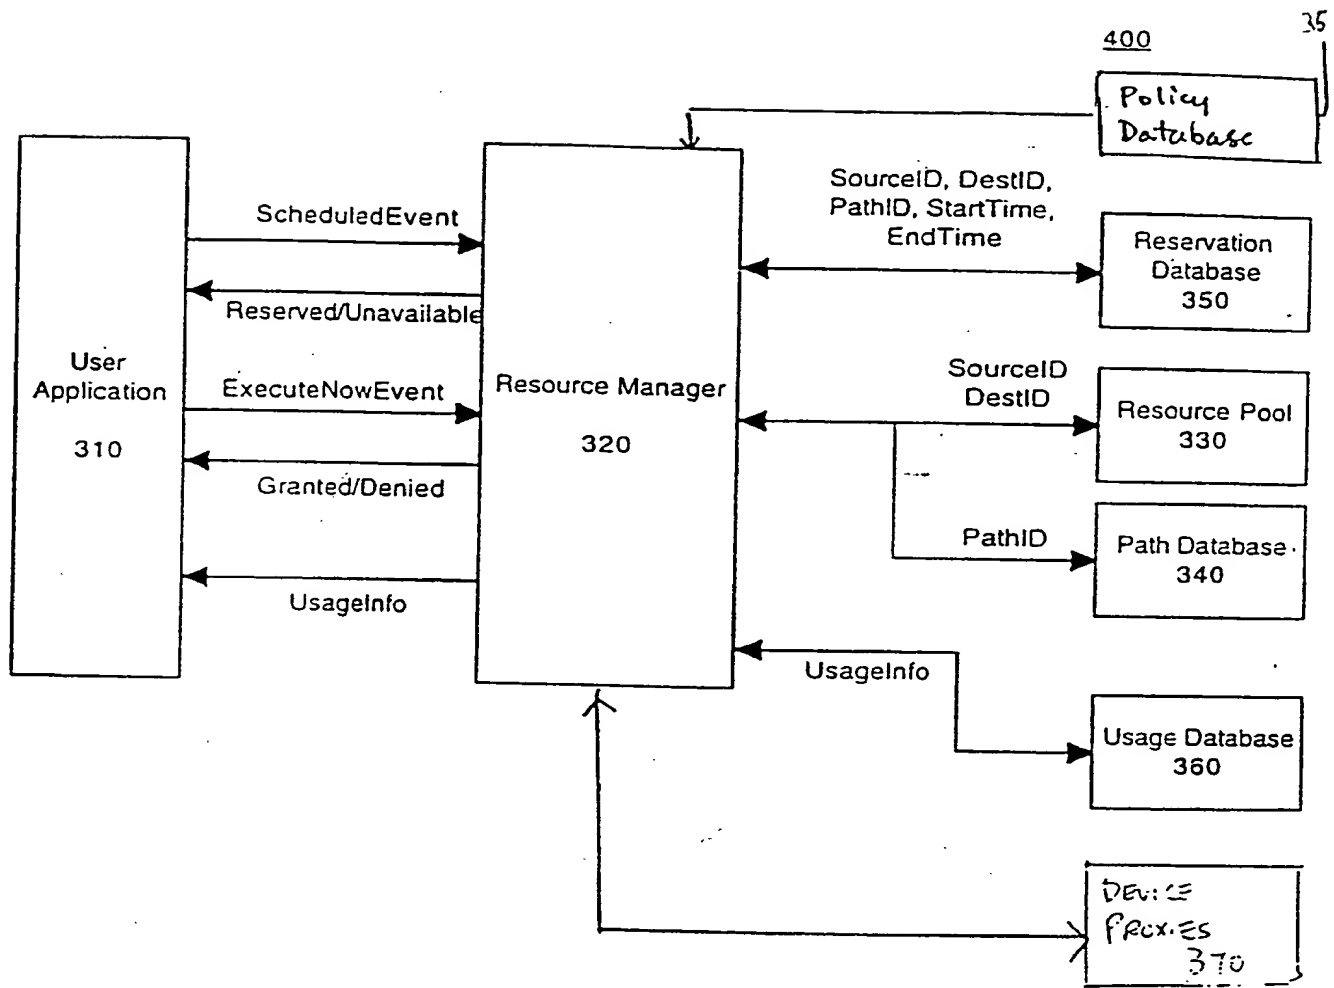 35
400
Policy
Database
SourceID, DestID,
PathID, StartTime,
EndTime
ScheduledEvent
Reservation
Database
350
Reserved/Unavailable
User
Application
310
ExecuteNowEvent
Resource Manager
320
SourceID
DestID
Resource Pool
330
Granted/Denied
PathID
Path Database
340
UsageInfo
UsageInfo
Usage Database
360
DEVICE
PROXIES
370